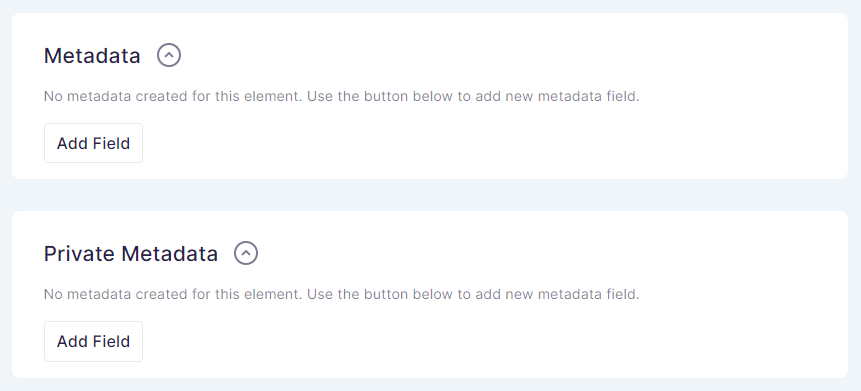 Metadata
No metadata created for this element. Use the button below to add new metadata field.
Add Field
Private Metadata
No metadata created for this element. Use the button below to add new metadata field.
Add Field